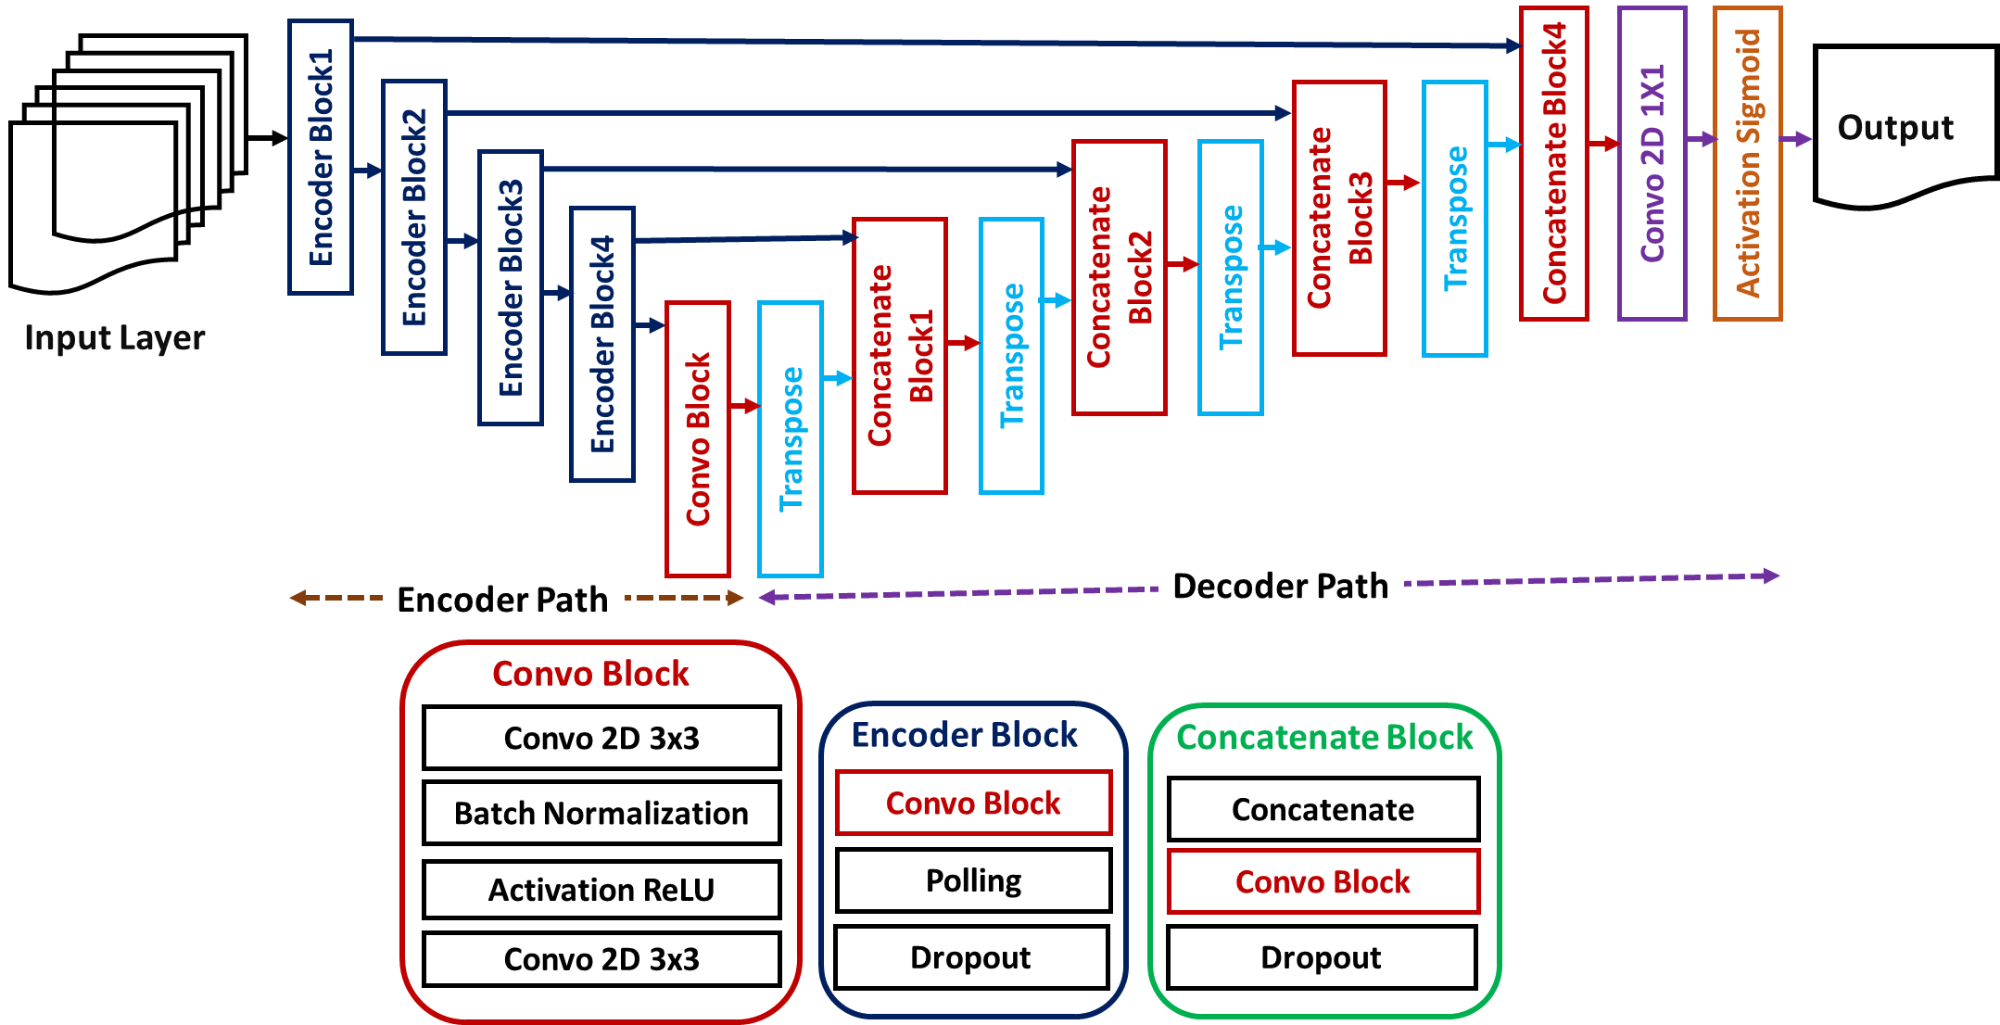 Input Layer
Encoder Block1
Encoder Block2
Encoder Block3
Encoder Block4
Convo Block
Transpose
Concatenate
Block1
Transpose
Concatenate
Block2
Transpose
Concatenate
Block3
Transpose
Concatenate Block4
Convo 2D 1X1
Activation Sigmoid
Output
Encoder Path
Decoder Path
Convo Block
Convo 2D 3x3
Batch Normalization
Activation ReLU
Convo 2D 3x3
Encoder Block
Convo Block
Polling
Dropout
Concatenate Block
Concatenate
Convo Block
Dropout